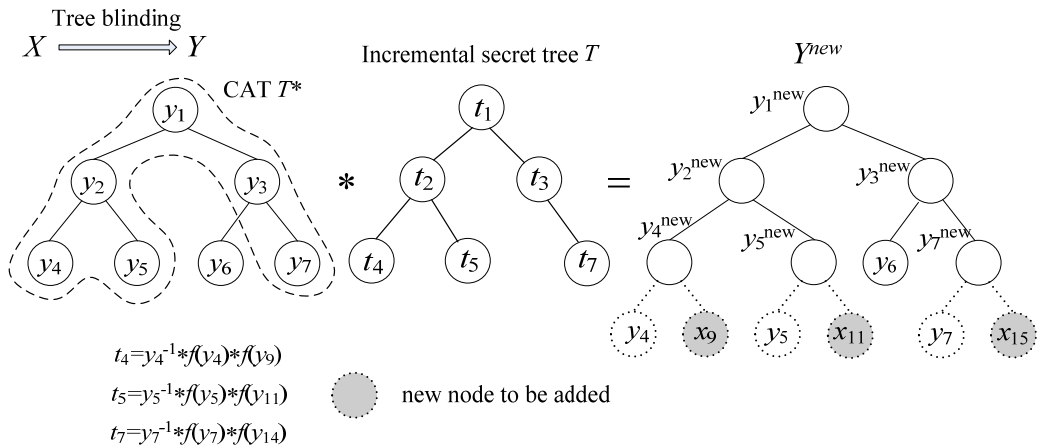 Tree blinding
X Y
Incremental secret tree T
Y^new
CAT T*
y₁ t₁ y₁^new
y₂ y₃ * t₂ t₃ = y₂^new y₃^new
y₄ y₅ y₆ y₇ t₄ t₅ t₇ y₄^new y₅^new y₆ y₇^new
y₄ x₉ y₅ x₁₁ y₇ x₁₅
t₄=y₄⁻¹*f(y₄)*f(y₉)
t₅=y₅⁻¹*f(y₅)*f(y₁₁)
t₇=y₇⁻¹*f(y₇)*f(y₁₄)
new node to be added